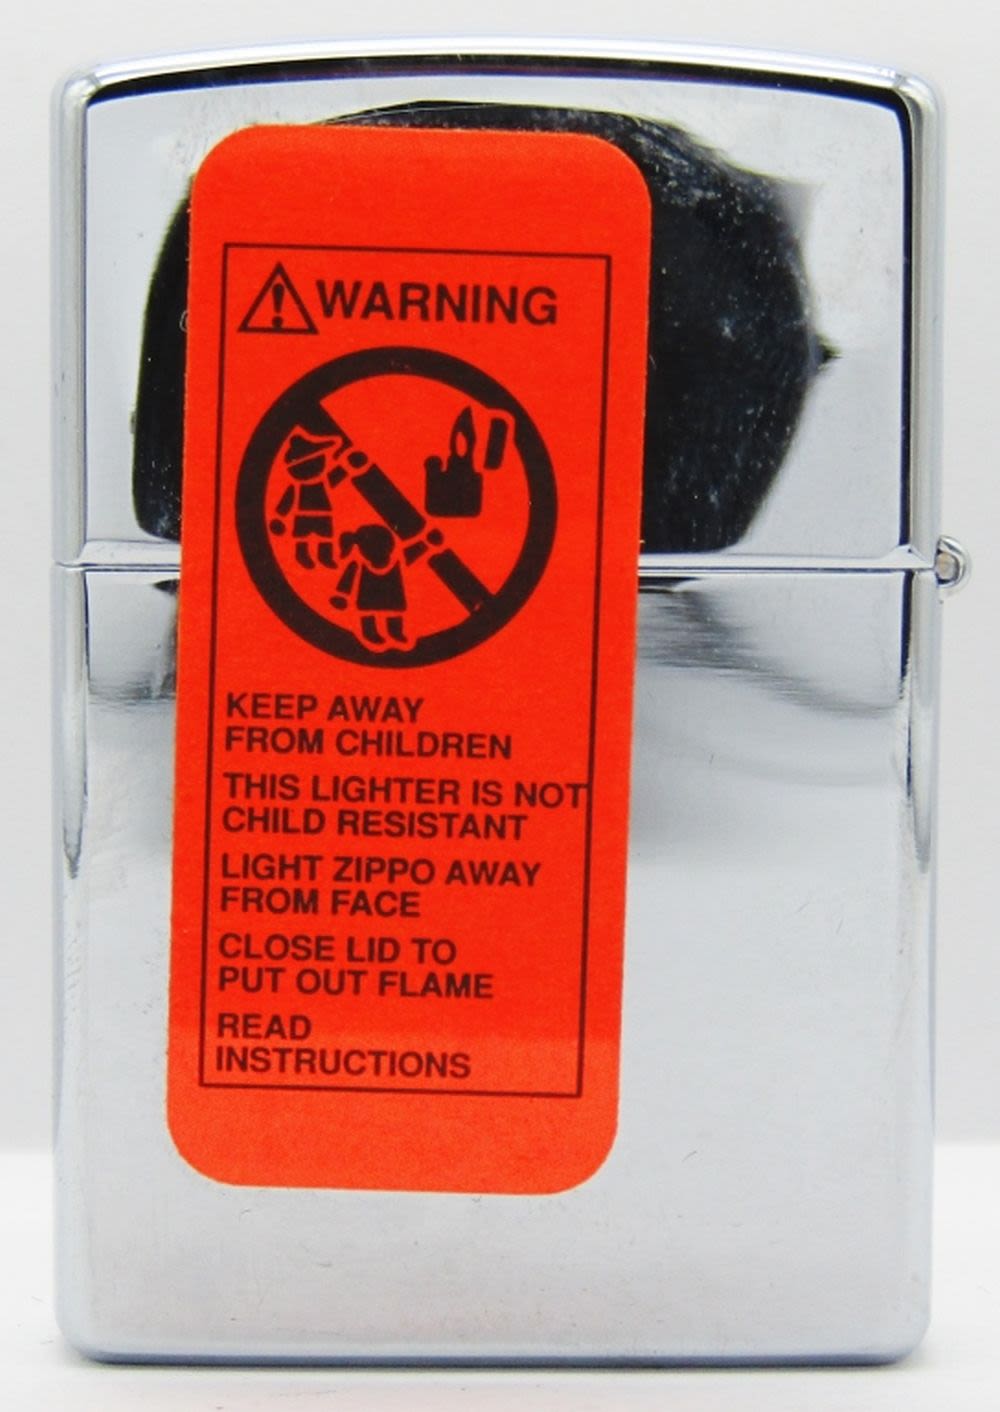 WARNING
KEEP AWAY
FROM CHILDREN
THIS LIGHTER IS NOT
CHILD RESISTANT
LIGHT ZIPPO AWAY
FROM FACE
CLOSE LID TO
PUT OUT FLAME
READ
INSTRUCTIONS